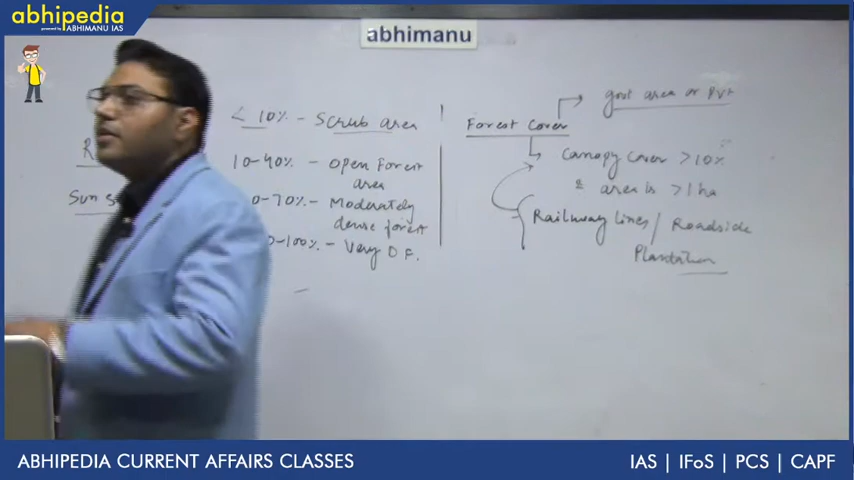 abhipedia
powered by ABHIMANU IAS
abhimanu
< 10% - Scrub area
10-40% - Open Forest
area
0-70% - Moderately
dense forest
0-100% - Very D F.
Sun s
Forest Cover
govt area or Pvt
Canopy cover >10%
& area is >1 ha
Railway lines / Roadside
Plantation
ABHIPEDIA CURRENT AFFAIRS CLASSES
IAS | IFoS | PCS | CAPF